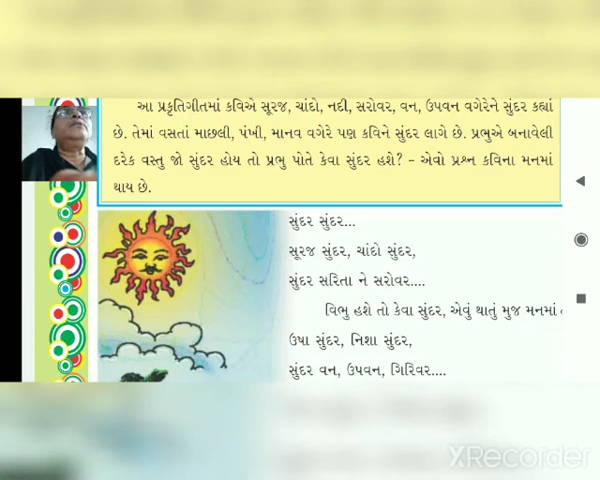 આ પ્રકૃતિગીતમાં કવિએ સૂરજ, ચાંદો, નદી, સરોવર, વન, ઉપવન વગેરેને સુંદર કહ્યાં
છે. તેમાં વસતાં માછલી, પંખી, માનવ વગેરે પણ કવિને સુંદર લાગે છે. પ્રભુએ બનાવેલી
દરેક વસ્તુ જો સુંદર હોય તો પ્રભુ પોતે કેવા સુંદર હશે? – એવો પ્રશ્ન કવિના મનમાં
થાય છે.
સુંદર સુંદર...
સૂરજ સુંદર, ચાંદો સુંદર,
સુંદર સરિતા ને સરોવર....
વિભુ હશે તો કેવા સુંદર, એવું થાતું મુજ મનમાં
ઉષા સુંદર, નિશા સુંદર,
સુંદર વન, ઉપવન, ગિરિવર....
XRecorder